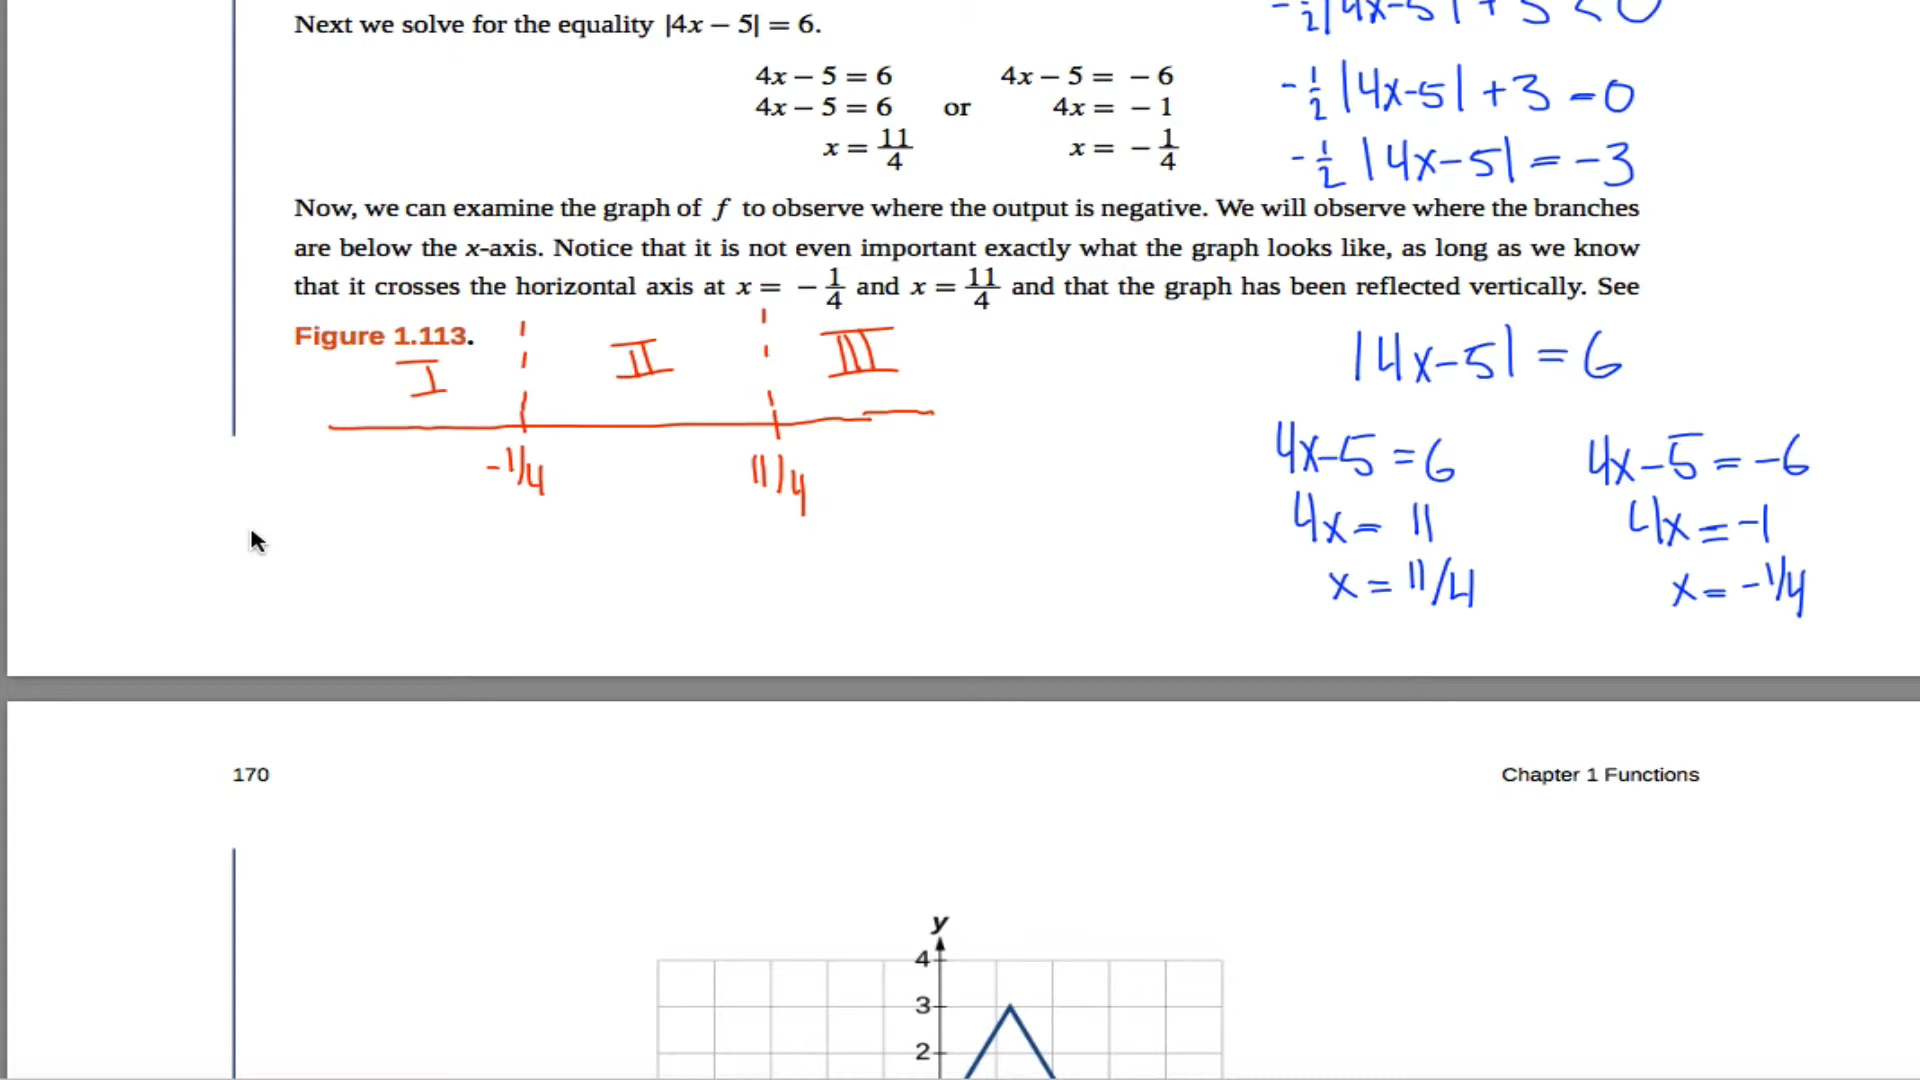 Next we solve for the equality |4x − 5| = 6.
4x − 5 = 6 4x − 5 = − 6
4x − 5 = 6 or 4x = − 1
x = 11/4 x = − 1/4
Now, we can examine the graph of f to observe where the output is negative. We will observe where the branches
are below the x-axis. Notice that it is not even important exactly what the graph looks like, as long as we know
that it crosses the horizontal axis at x = − 1/4 and x = 11/4 and that the graph has been reflected vertically. See
Figure 1.113.
I II III
-1/4 11/4
-1/2|4x-5| + 3 < 0
-1/2 |4x-5| + 3 = 0
-1/2 |4x-5| = -3
|4x-5| = 6
4x-5 = 6 4x-5 = -6
4x = 11 4x = -1
x = 11/4 x = -1/4
170 Chapter 1 Functions
y
4
3
2